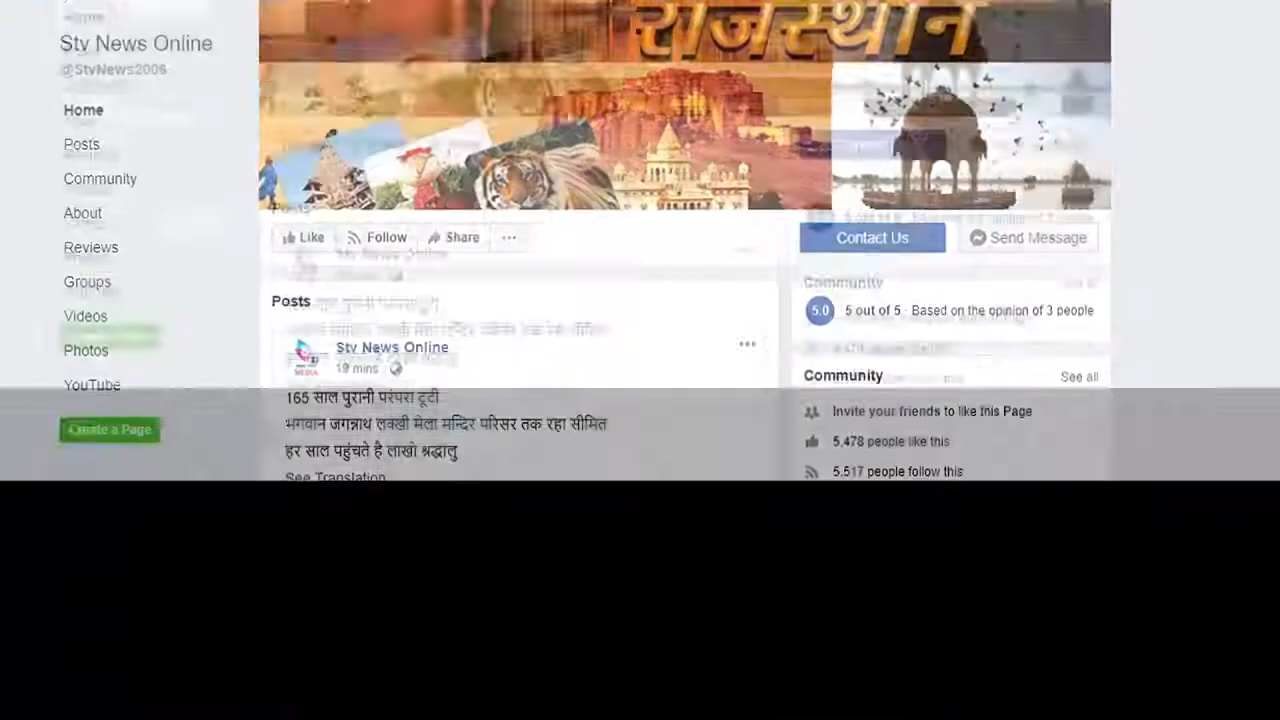 राजस्थान
Home
Stv News Online
@StvNews2006
Home
Posts
Community
About
Reviews
Groups
Videos
Photos
YouTube
Create a Page
Like
Follow
Share
Contact Us
Send Message
Posts
Stv News Online
19 mins
165 साल पुरानी परंपरा टूटी
भगवान जगन्नाथ लक्खी मेला मन्दिर परिसर तक रहा सीमित
हर साल पहुंचते है लाखो श्रद्धालु
See Translation
Community
5.0
5 out of 5 · Based on the opinion of 3 people
Community
See all
Invite your friends to like this Page
5,478 people like this
5,517 people follow this